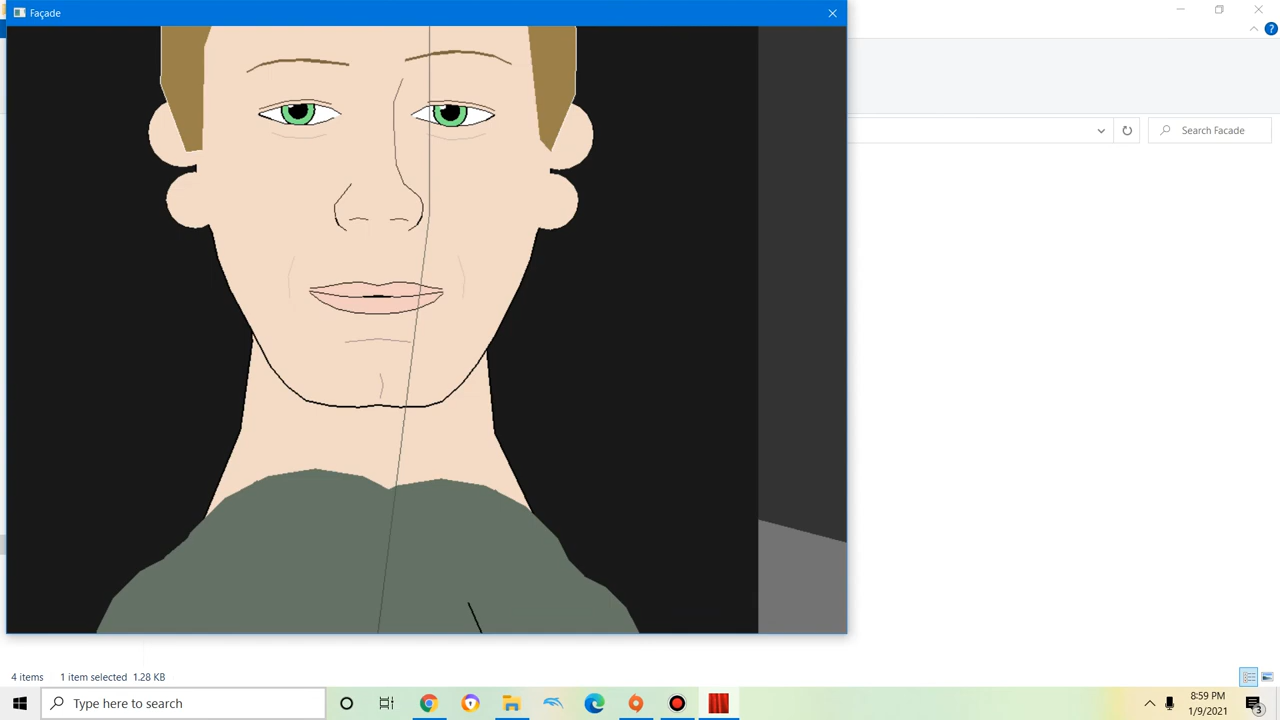 Façade
Search Facade
4 items 1 item selected 1.28 KB
Type here to search
8:59 PM
1/9/2021
3